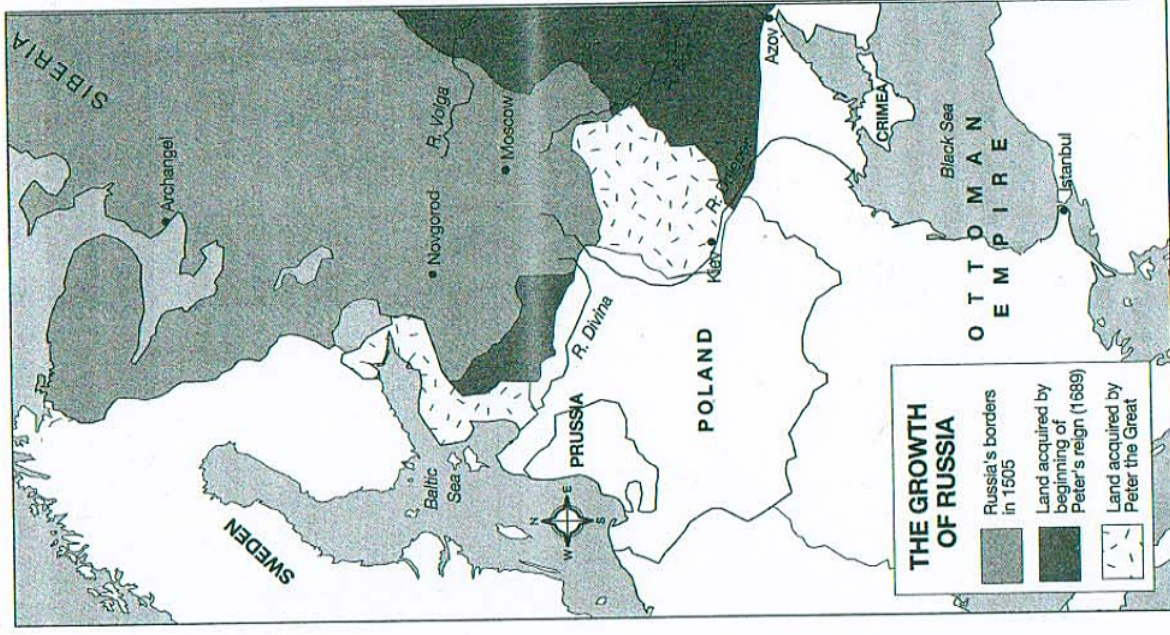 SIBERIA
Archangel
R. Volga
Moscow
Novgorod
Azov
CRIMEA
Black Sea
OTTOMAN
EMPIRE
Istanbul
Kiev
R. Divina
POLAND
PRUSSIA
Baltic
Sea
SWEDEN
N
E
S
W
THE GROWTH
OF RUSSIA
Russia's borders
in 1505
Land acquired by
beginning of
Peter's reign (1689)
Land acquired by
Peter the Great